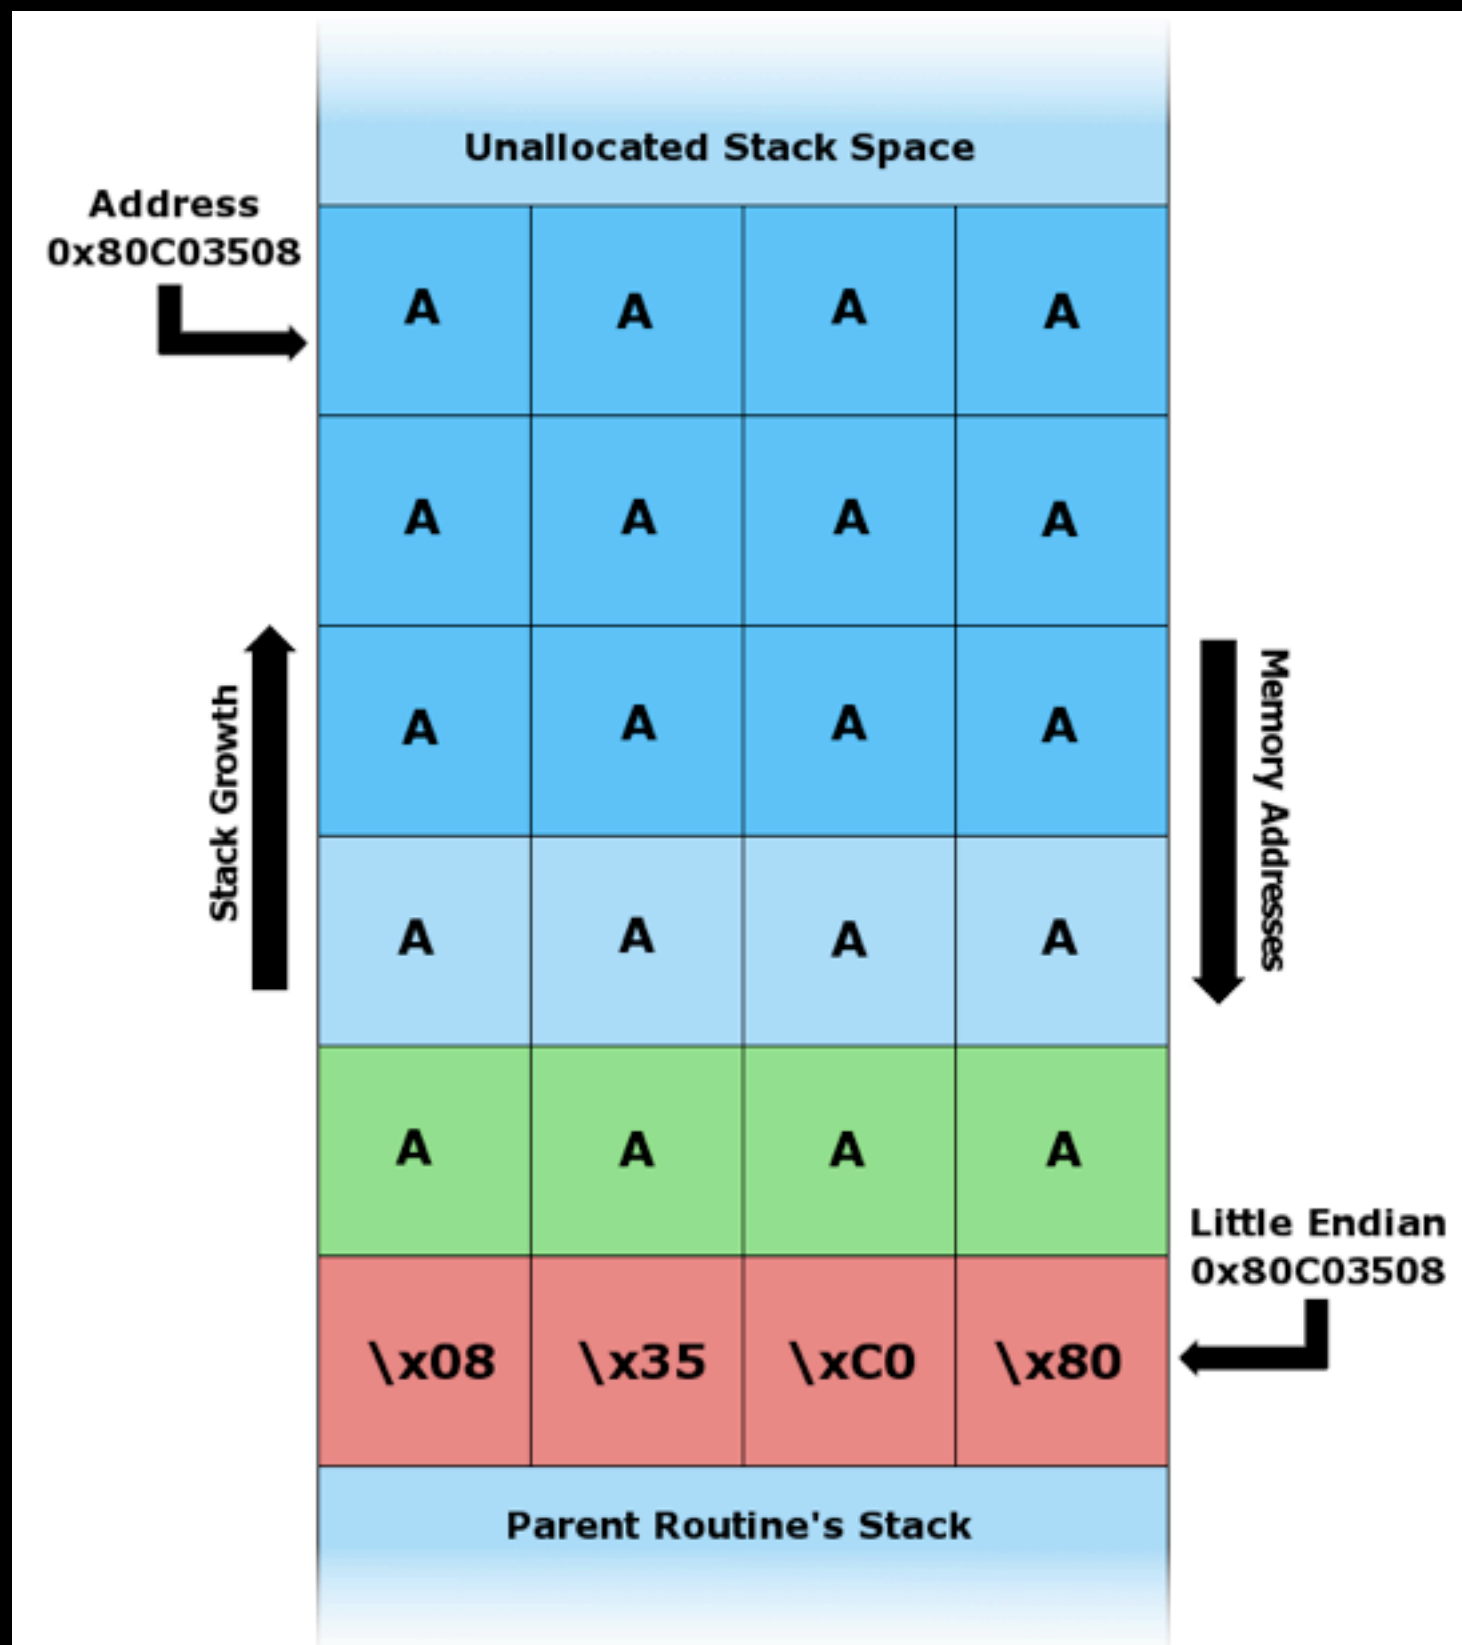 Unallocated Stack Space
Address
0x80C03508
A A A A
A A A A
Stack Growth
A A A A
Memory Addresses
A A A A
A A A A
Little Endian
0x80C03508
\x08 \x35 \xC0 \x80
Parent Routine's Stack